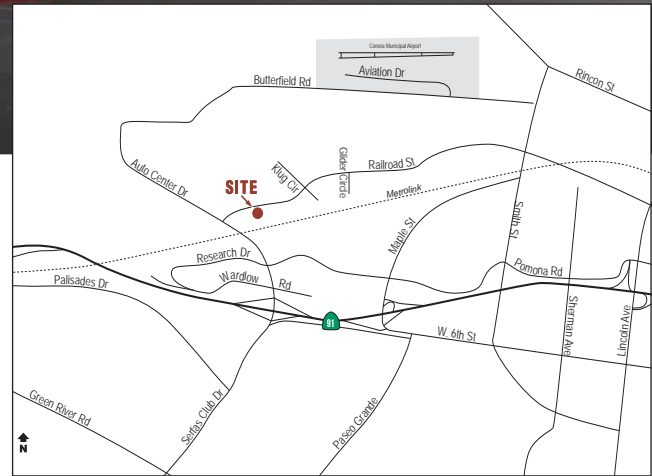 Corona Municipal Airport
Aviation Dr
Rincon St
Butterfield Rd
Auto Center Dr
Klug Cir
Glider Circle
Railroad St
SITE
Metrolink
Maple St
Smith St
Research Dr
Wardlow Rd
Pomona Rd
Palisades Dr
Sherman Ave
Lincoln Ave
91
W. 6th St
Green River Rd
Serfas Club Dr
Paseo Grande
N